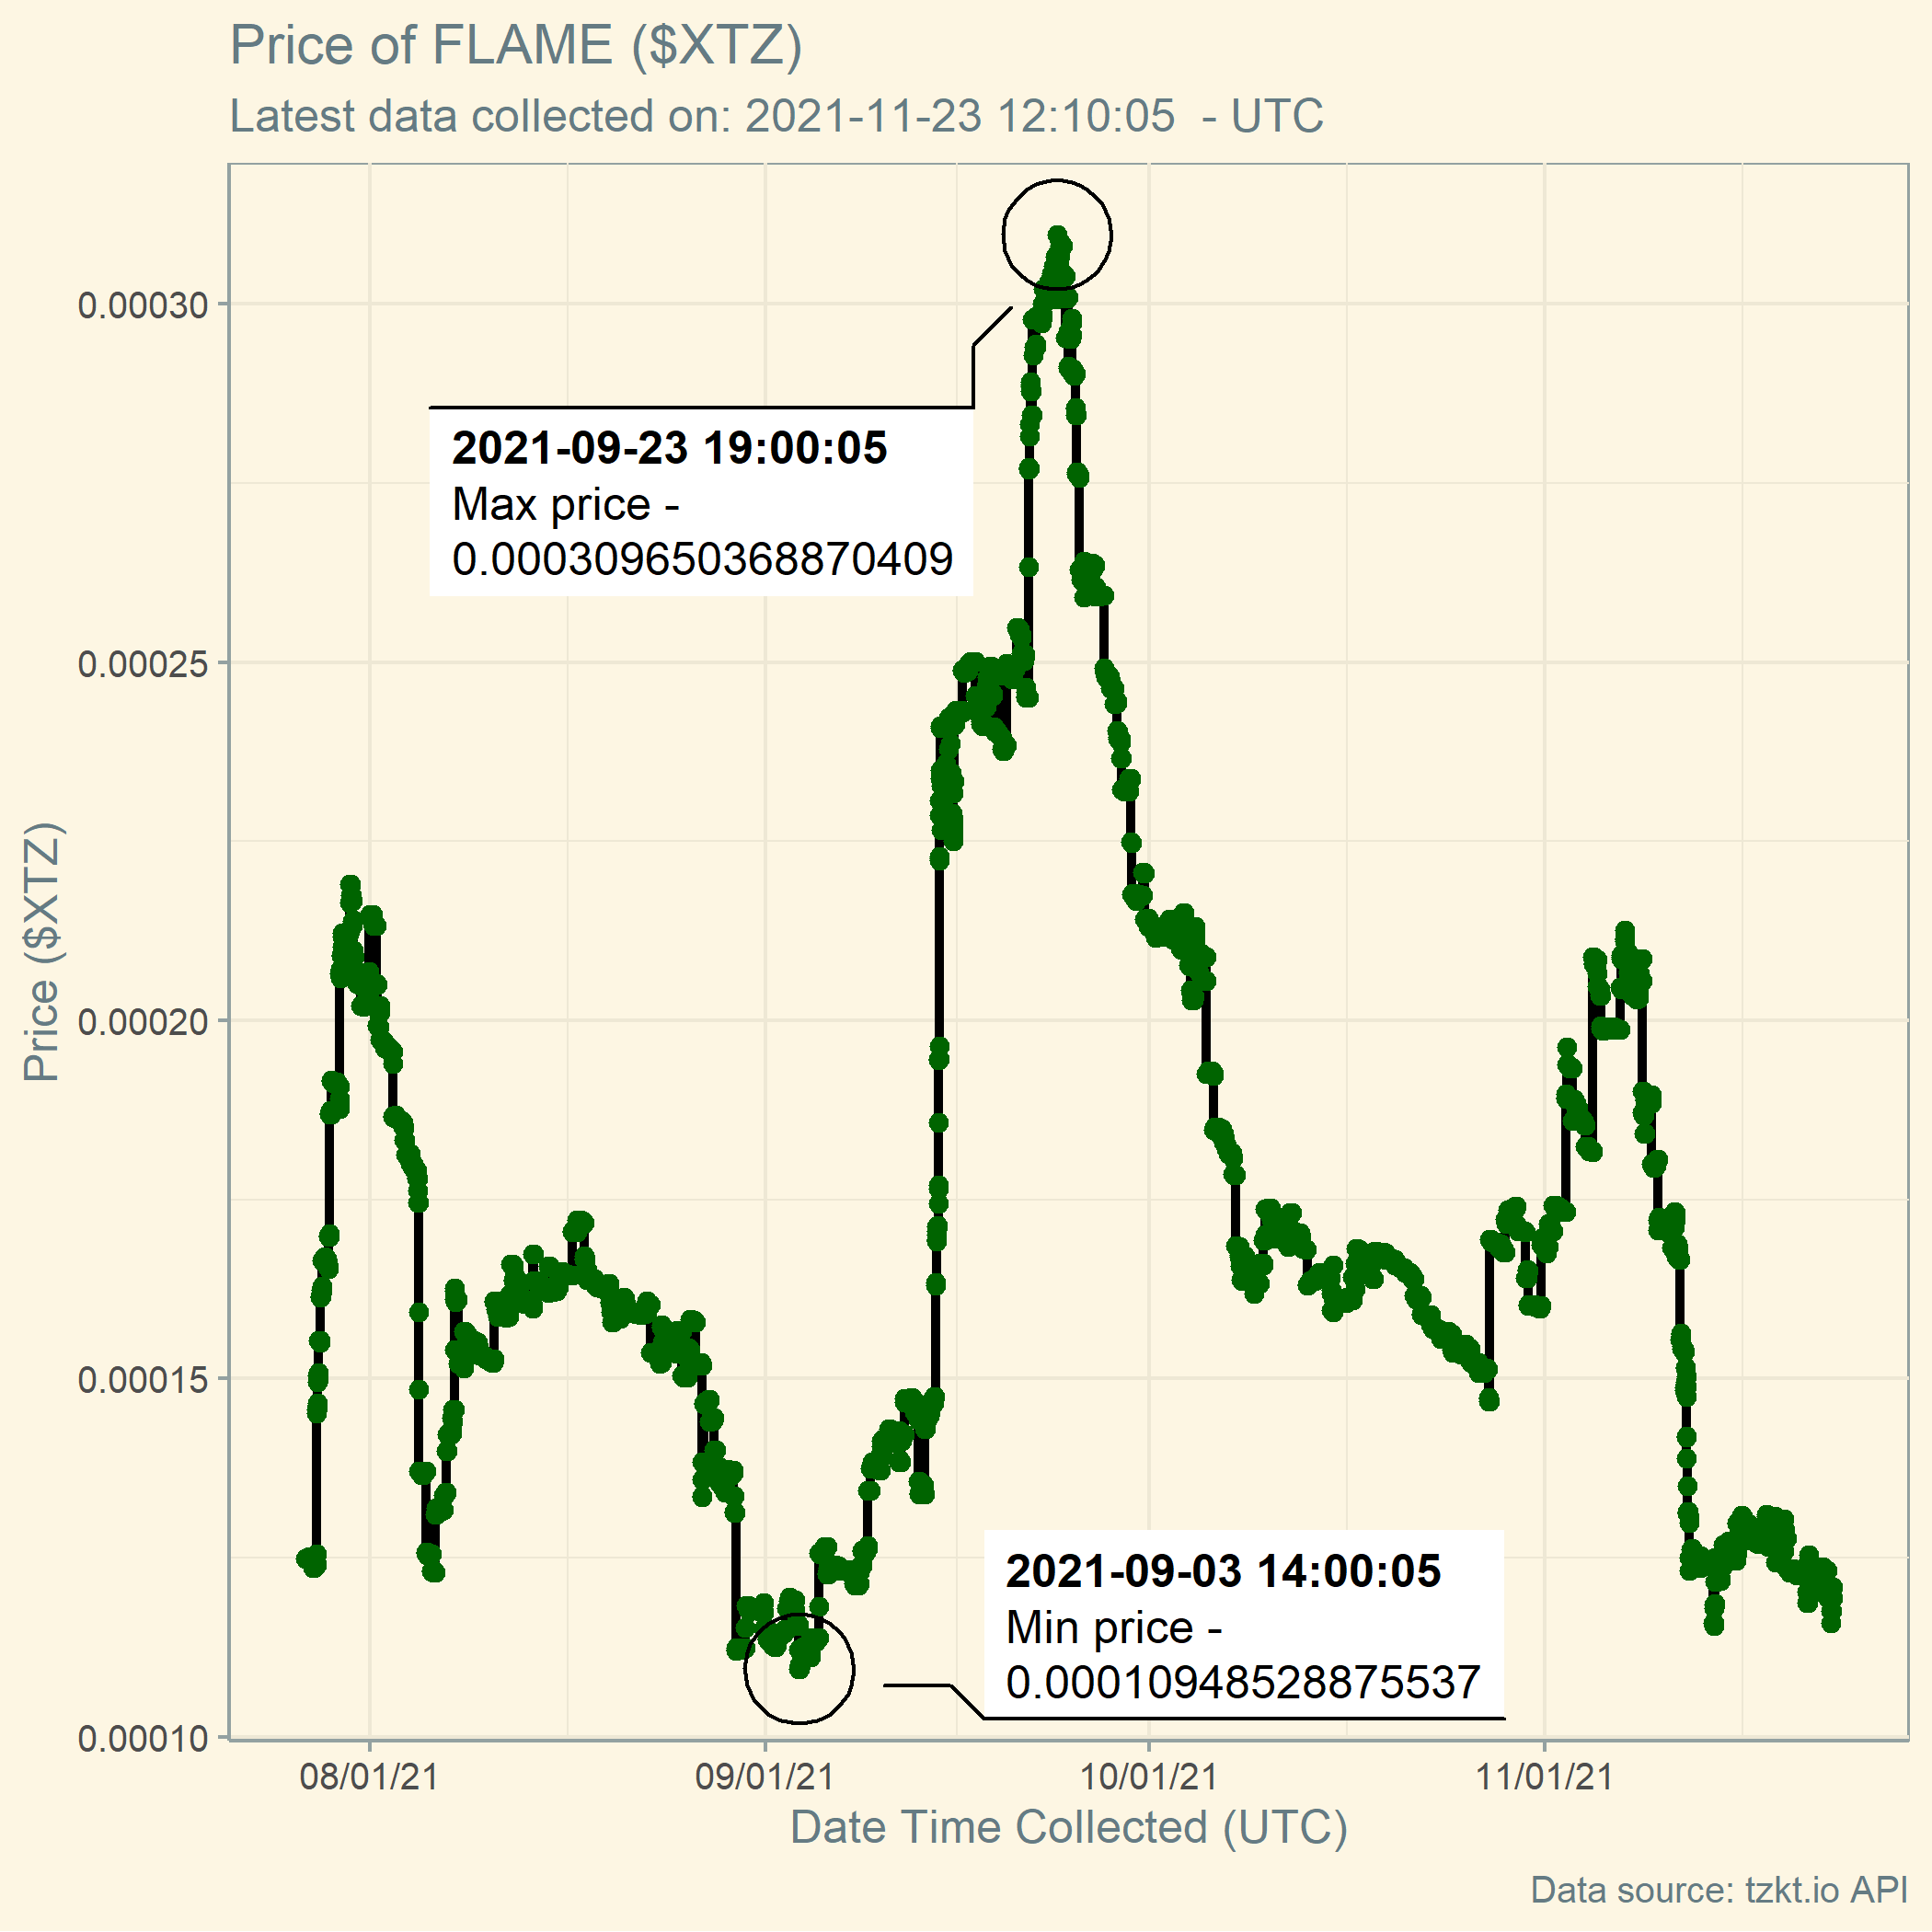 Price of FLAME ($XTZ)
Latest data collected on: 2021-11-23 12:10:05 - UTC
0.00030
2021-09-23 19:00:05
Max price -
0.000309650368870409
0.00025
Price ($XTZ)
0.00020
0.00015
2021-09-03 14:00:05
Min price -
0.000109485288755537
0.00010
08/01/21
09/01/21
10/01/21
11/01/21
Date Time Collected (UTC)
Data source: tzkt.io API